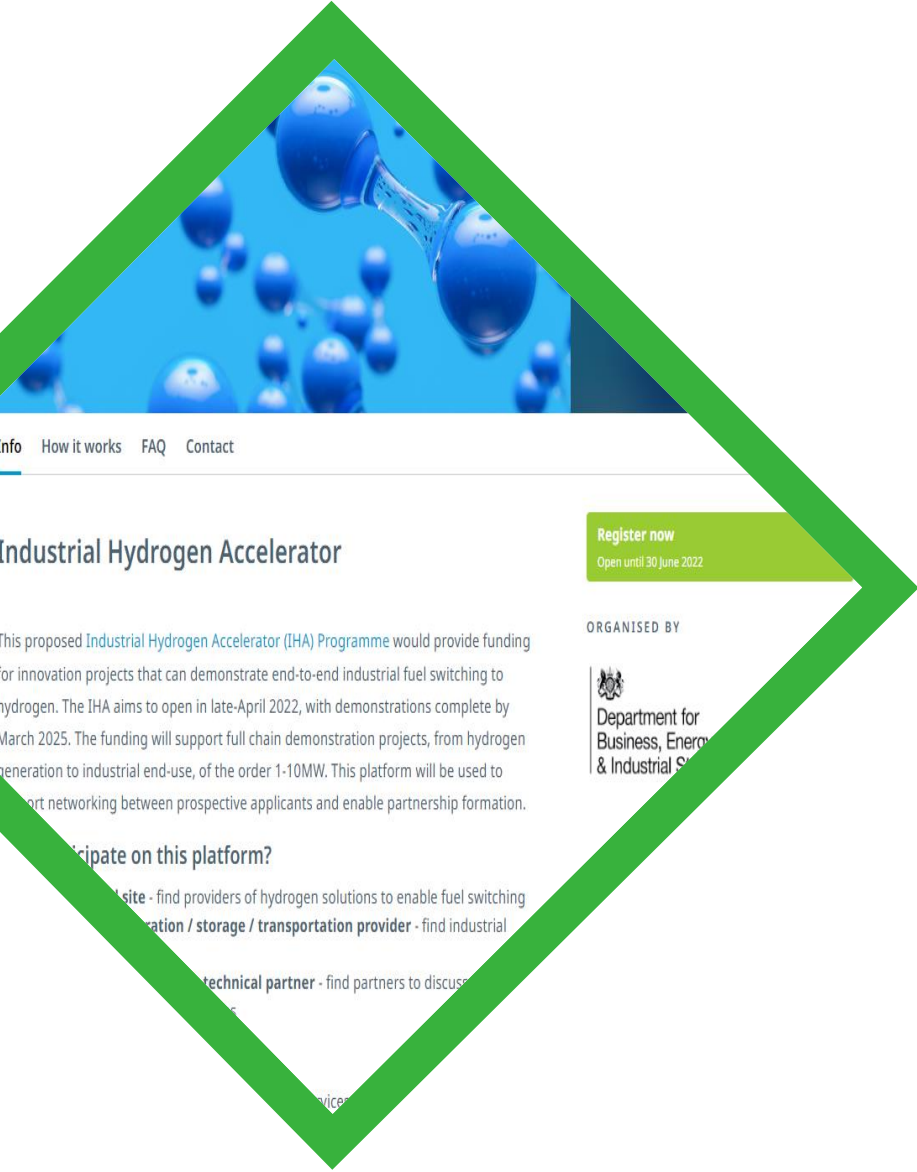 Info How it works FAQ Contact
Industrial Hydrogen Accelerator
This proposed Industrial Hydrogen Accelerator (IHA) Programme would provide funding
for innovation projects that can demonstrate end-to-end industrial fuel switching to
hydrogen. The IHA aims to open in late-April 2022, with demonstrations complete by
March 2025. The funding will support full chain demonstration projects, from hydrogen
generation to industrial end-use, of the order 1-10MW. This platform will be used to
networking between prospective applicants and enable partnership formation.
on this platform?
site - find providers of hydrogen solutions to enable fuel switching
/ storage / transportation provider - find industrial
technical partner - find partners to
Register now
Open until 30 June 2022
ORGANISED BY
Department for
Business,
& Industrial